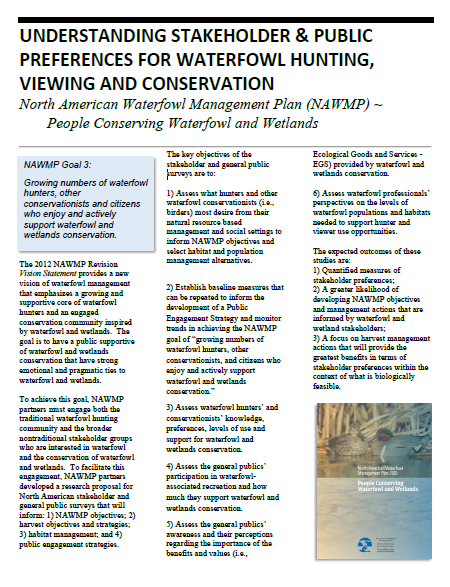 UNDERSTANDING STAKEHOLDER & PUBLIC
PREFERENCES FOR WATERFOWL HUNTING,
VIEWING AND CONSERVATION
North American Waterfowl Management Plan (NAWMP) ~
People Conserving Waterfowl and Wetlands
NAWMP Goal 3:
Growing numbers of waterfowl
hunters, other
conservationists and citizens
who enjoy and actively
support waterfowl and
wetlands conservation.
The 2012 NAWMP Revision
Vision Statement provides a new
vision of waterfowl management
that emphasizes a growing and
supportive core of waterfowl
hunters and an engaged
conservation community inspired
by waterfowl and wetlands. The
goal is to have a public supportive
of waterfowl and wetlands
conservation that have strong
emotional and pragmatic ties to
waterfowl and wetlands.
To achieve this goal, NAWMP
partners must engage both the
traditional waterfowl hunting
community and the broader
nontraditional stakeholder groups
who are interested in waterfowl
and the conservation of waterfowl
and wetlands. To facilitate this
engagement, NAWMP partners
developed a research proposal for
North American stakeholder and
general public surveys that will
inform: 1) NAWMP objectives; 2)
harvest objectives and strategies;
3) habitat management; and 4)
public engagement strategies.
The key objectives of the
stakeholder and general public
surveys are to:
1) Assess what hunters and other
waterfowl conservationists (i.e.,
birders) most desire from their
natural resource based
management and social settings to
inform NAWMP objectives and
select habitat and population
management alternatives.
2) Establish baseline measures that
can be repeated to inform the
development of a Public
Engagement Strategy and monitor
trends in achieving the NAWMP
goal of “growing numbers of
waterfowl hunters, other
conservationists, and citizens who
enjoy and actively support
waterfowl and wetlands
conservation.”
3) Assess waterfowl hunters' and
conservationists' knowledge,
preferences, levels of use and
support for waterfowl and
wetlands conservation.
4) Assess the general publics'
participation in waterfowl-
associated recreation and how
much they support waterfowl and
wetlands conservation.
5) Assess the general publics'
awareness and their perceptions
regarding the importance of the
benefits and values (i.e.,
Ecological Goods and Services -
EGS) provided by waterfowl and
wetlands conservation.
6) Assess waterfowl professionals'
perspectives on the levels of
waterfowl populations and habitats
needed to support hunter and
viewer use opportunities.
The expected outcomes of these
studies are:
1) Quantified measures of
stakeholder preferences;
2) A greater likelihood of
developing NAWMP objectives
and management actions that are
informed by waterfowl and
wetland stakeholders;
3) A focus on harvest management
actions that will provide the
greatest benefits in terms of
stakeholder preferences within the
context of what is biologically
feasible.
North American Waterfowl
Management Plan 2012
People Conserving
Waterfowl and Wetlands